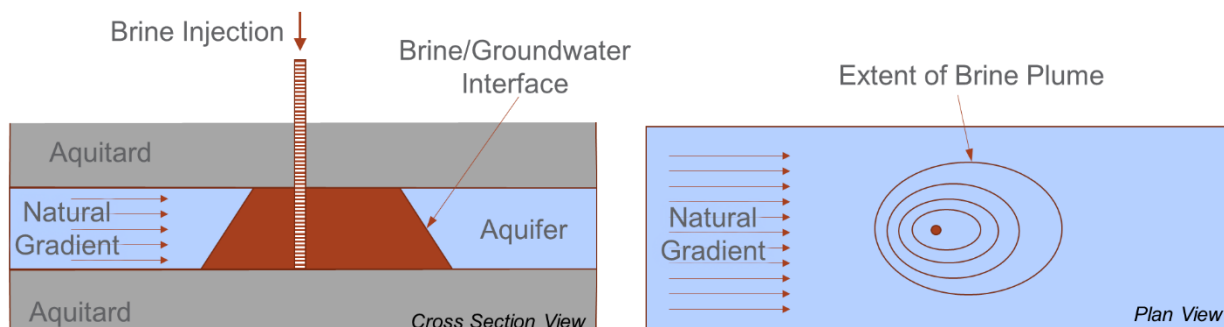 Brine Injection
Brine/Groundwater
Interface
Aquitard
Natural
Gradient
Aquifer
Aquitard
Cross Section View
Extent of Brine Plume
Natural
Gradient
Plan View